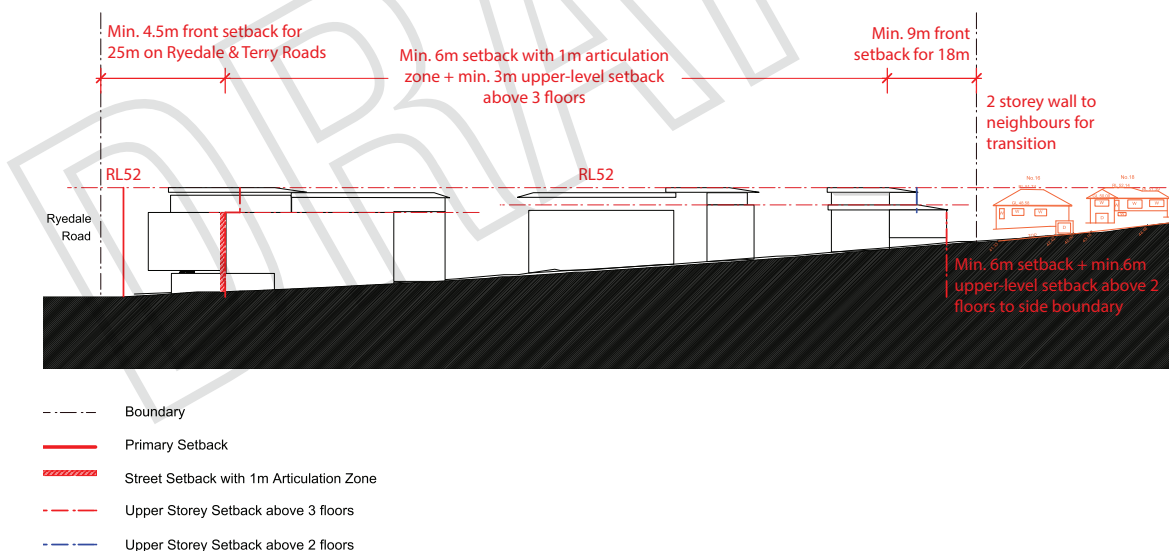 DRAFT
Min. 4.5m front setback for
25m on Ryedale & Terry Roads
Min. 6m setback with 1m articulation
zone + min. 3m upper-level setback
above 3 floors
Min. 9m front
setback for 18m
2 storey wall to
neighbours for
transition
RL52
RL52
Ryedale
Road
No.16
No.18
W
W
W
W
W
W
Min. 6m setback + min.6m
upper-level setback above 2
floors to side boundary
Boundary
Primary Setback
Street Setback with 1m Articulation Zone
Upper Storey Setback above 3 floors
Upper Storey Setback above 2 floors